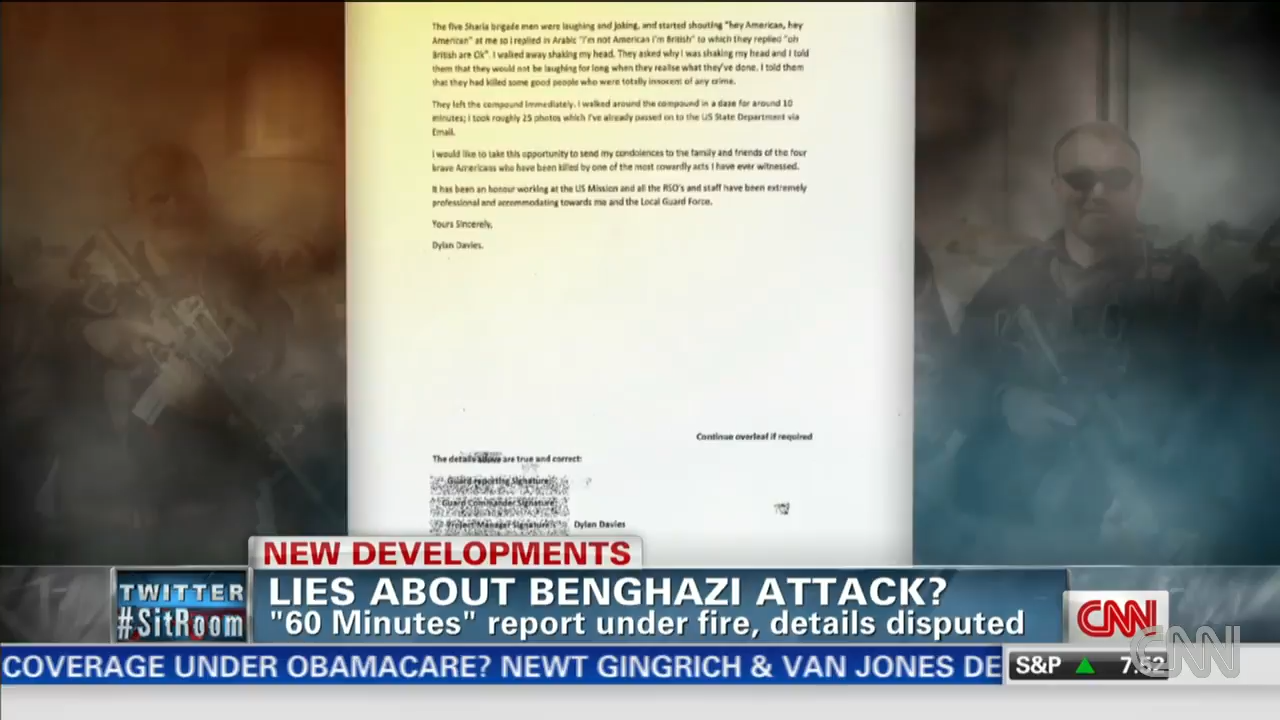 The five Sharia brigade men were laughing and joking, and started shouting "hey American, hey
American" at me so I replied in Arabic "I'm not American I'm British" to which they replied "oh
British are Ok". I walked away shaking my head. They asked why I was shaking my head and I told
them that they would not be laughing for long when they realise what they've done. I told them
that they had killed some good people who were totally innocent of any crime.
They left the compound immediately. I walked around the compound in a daze for around 10
minutes; I took roughly 25 photos which I've already passed on to the US State Department via
Email.
I would like to take this opportunity to send my condolences to the family and friends of the four
brave Americans who have been killed by one of the most cowardly acts I have ever witnessed.
It has been an honour working at the US Mission and all the RSO's and staff have been extremely
professional and accommodating towards me and the Local Guard Force.
Yours Sincerely,
Dylan Davies.
Continue overleaf if required
The details above are true and correct:
Guard reporting Signature
Guard Commander Signature
Project Manager Signature
Dylan Davies
NEW DEVELOPMENTS
TWITTER
#SitRoom
LIES ABOUT BENGHAZI ATTACK?
"60 Minutes" report under fire, details disputed
CNN
COVERAGE UNDER OBAMACARE? NEWT GINGRICH & VAN JONES DE
S&P ▲ 7.52
CNN